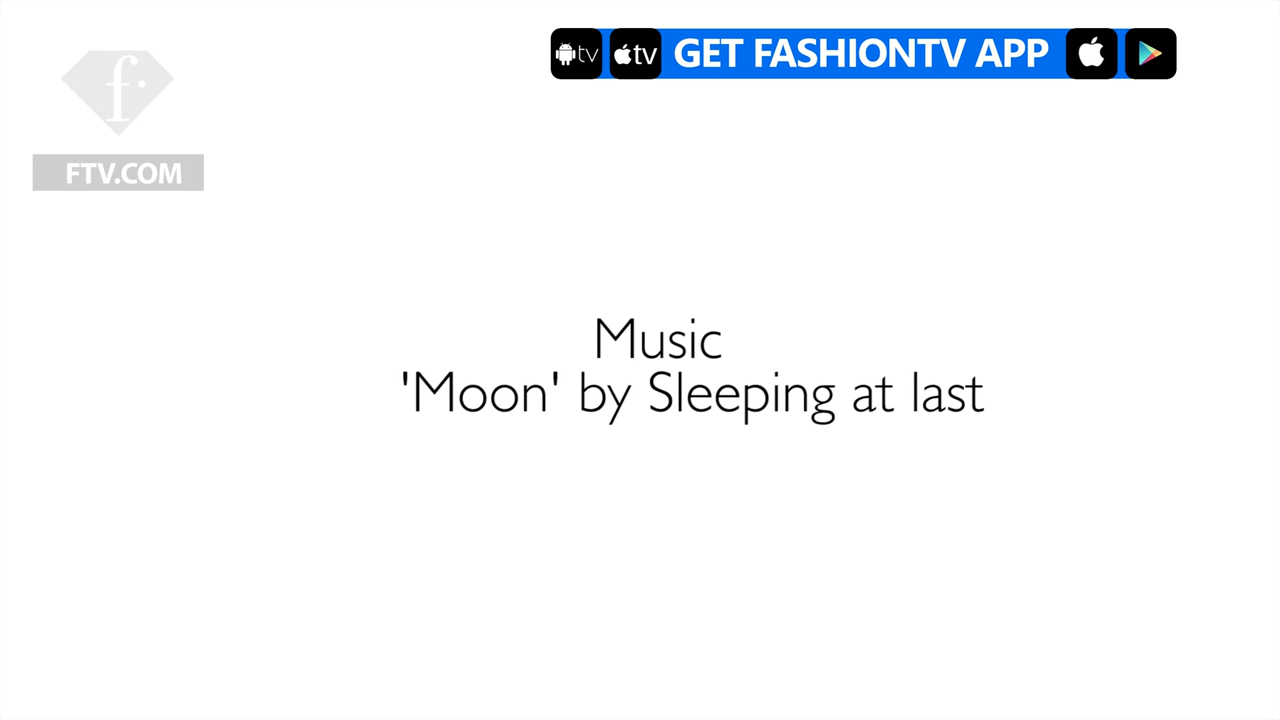 tv tv GET FASHIONTV APP
f
FTV.COM
Music
'Moon' by Sleeping at last